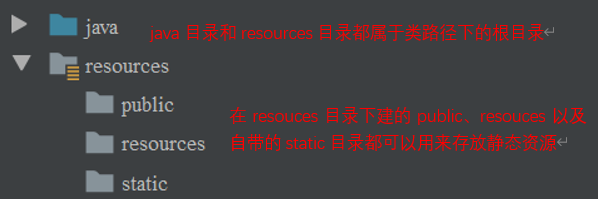 java java 目录和 resources 目录都属于类路径下的根目录
resources
public 在 resouces 目录下建的 public、resouces 以及
resources 自带的 static 目录都可以用来存放静态资源
static